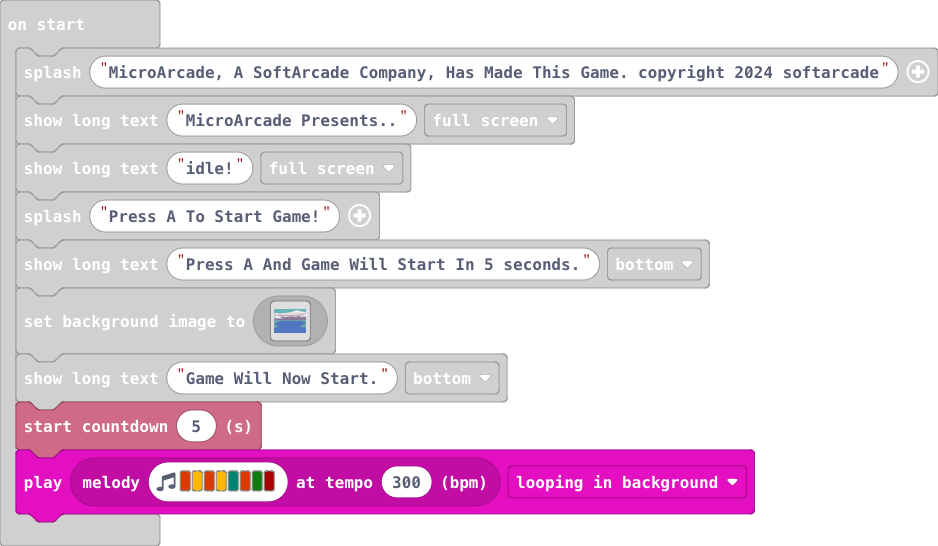 on start
splash "MicroArcade, A SoftArcade Company, Has Made This Game. copyright 2024 softarcade"
show long text "MicroArcade Presents.." full screen
show long text "idle!" full screen
splash "Press A To Start Game!"
show long text "Press A And Game Will Start In 5 seconds." bottom
set background image to
show long text "Game Will Now Start." bottom
start countdown 5 (s)
play melody at tempo 300 (bpm) looping in background